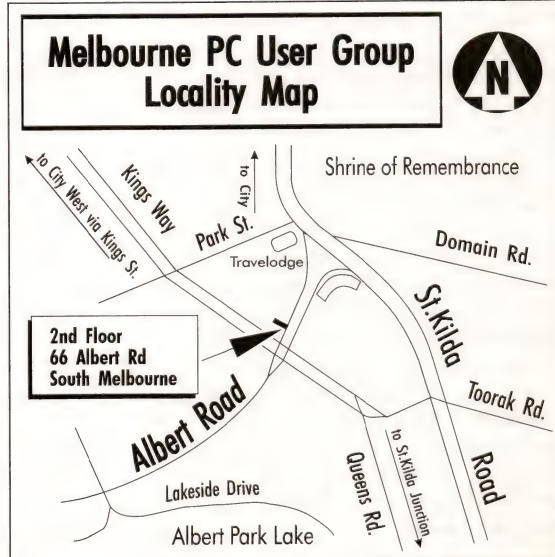 Melbourne PC User Group
Locality Map
N
to City West via Kings St.
Kings Way
to City
Shrine of Remembrance
Park St.
Travelodge
Domain Rd.
2nd Floor
66 Albert Rd
South Melbourne
St.Kilda
Road
Toorak Rd.
Albert Road
Queens Rd.
to St.Kilda Junction
Lakeside Drive
Albert Park Lake